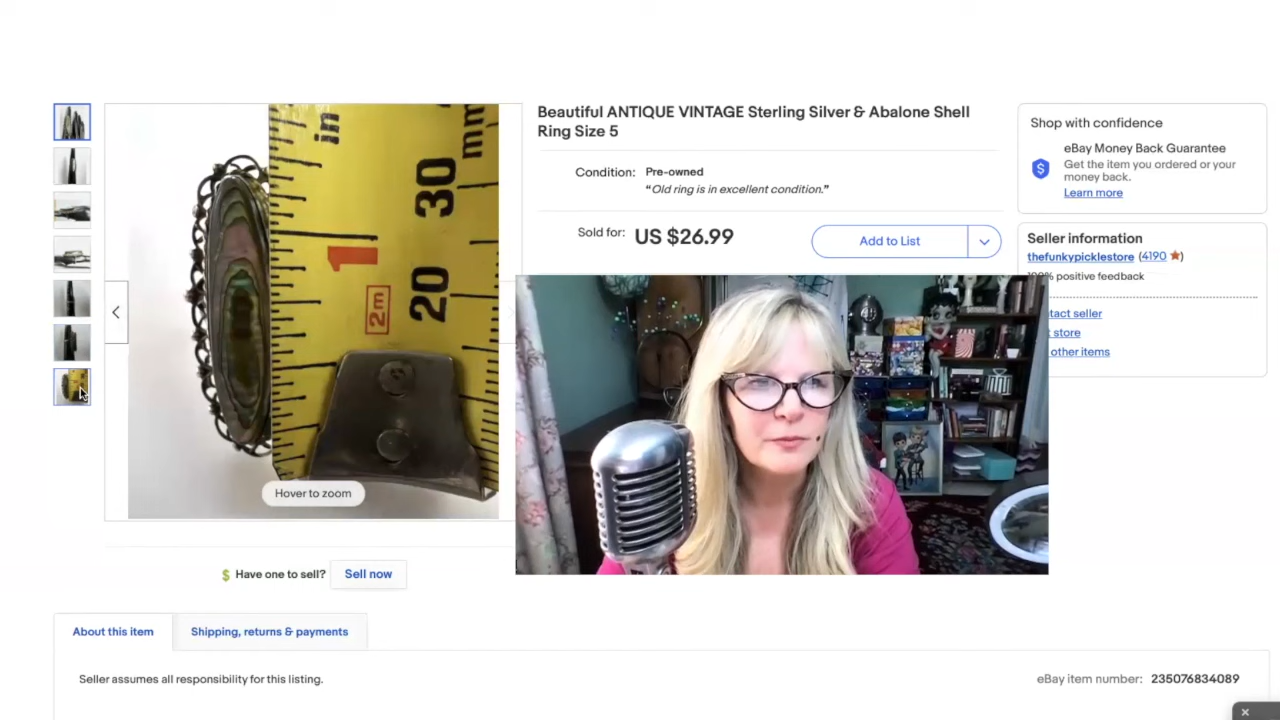 Beautiful ANTIQUE VINTAGE Sterling Silver & Abalone Shell
Ring Size 5
Condition: Pre-owned
“Old ring is in excellent condition.”
Sold for: US $26.99
Add to List
in
mm
30
1
20
2m
Hover to zoom
Have one to sell? Sell now
Shop with confidence
eBay Money Back Guarantee
Get the item you ordered or your
money back.
Learn more
Seller information
thefunkypicklestore (4190)
positive feedback
seller
store
other items
About this item
Shipping, returns & payments
Seller assumes all responsibility for this listing.
eBay item number: 235076834089